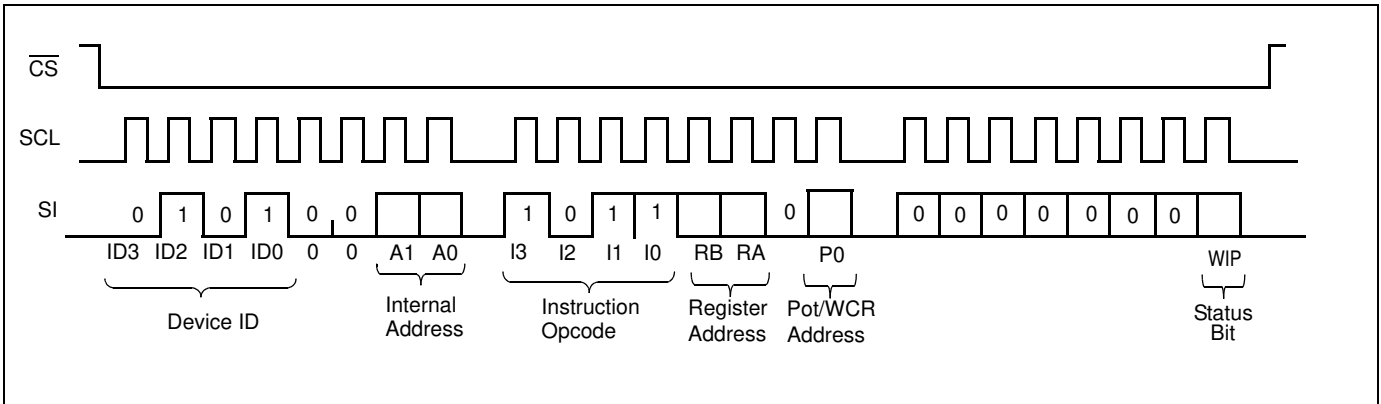 CS
SCL
SI 0 1 0 1 0 0 1 0 1 1 0 0 0 0 0 0 0 0
ID3 ID2 ID1 ID0 0 0 A1 A0 I3 I2 I1 I0 RB RA P0 WIP
Device ID
Internal Address
Instruction Opcode
Register Address
Pot/WCR Address
Status Bit